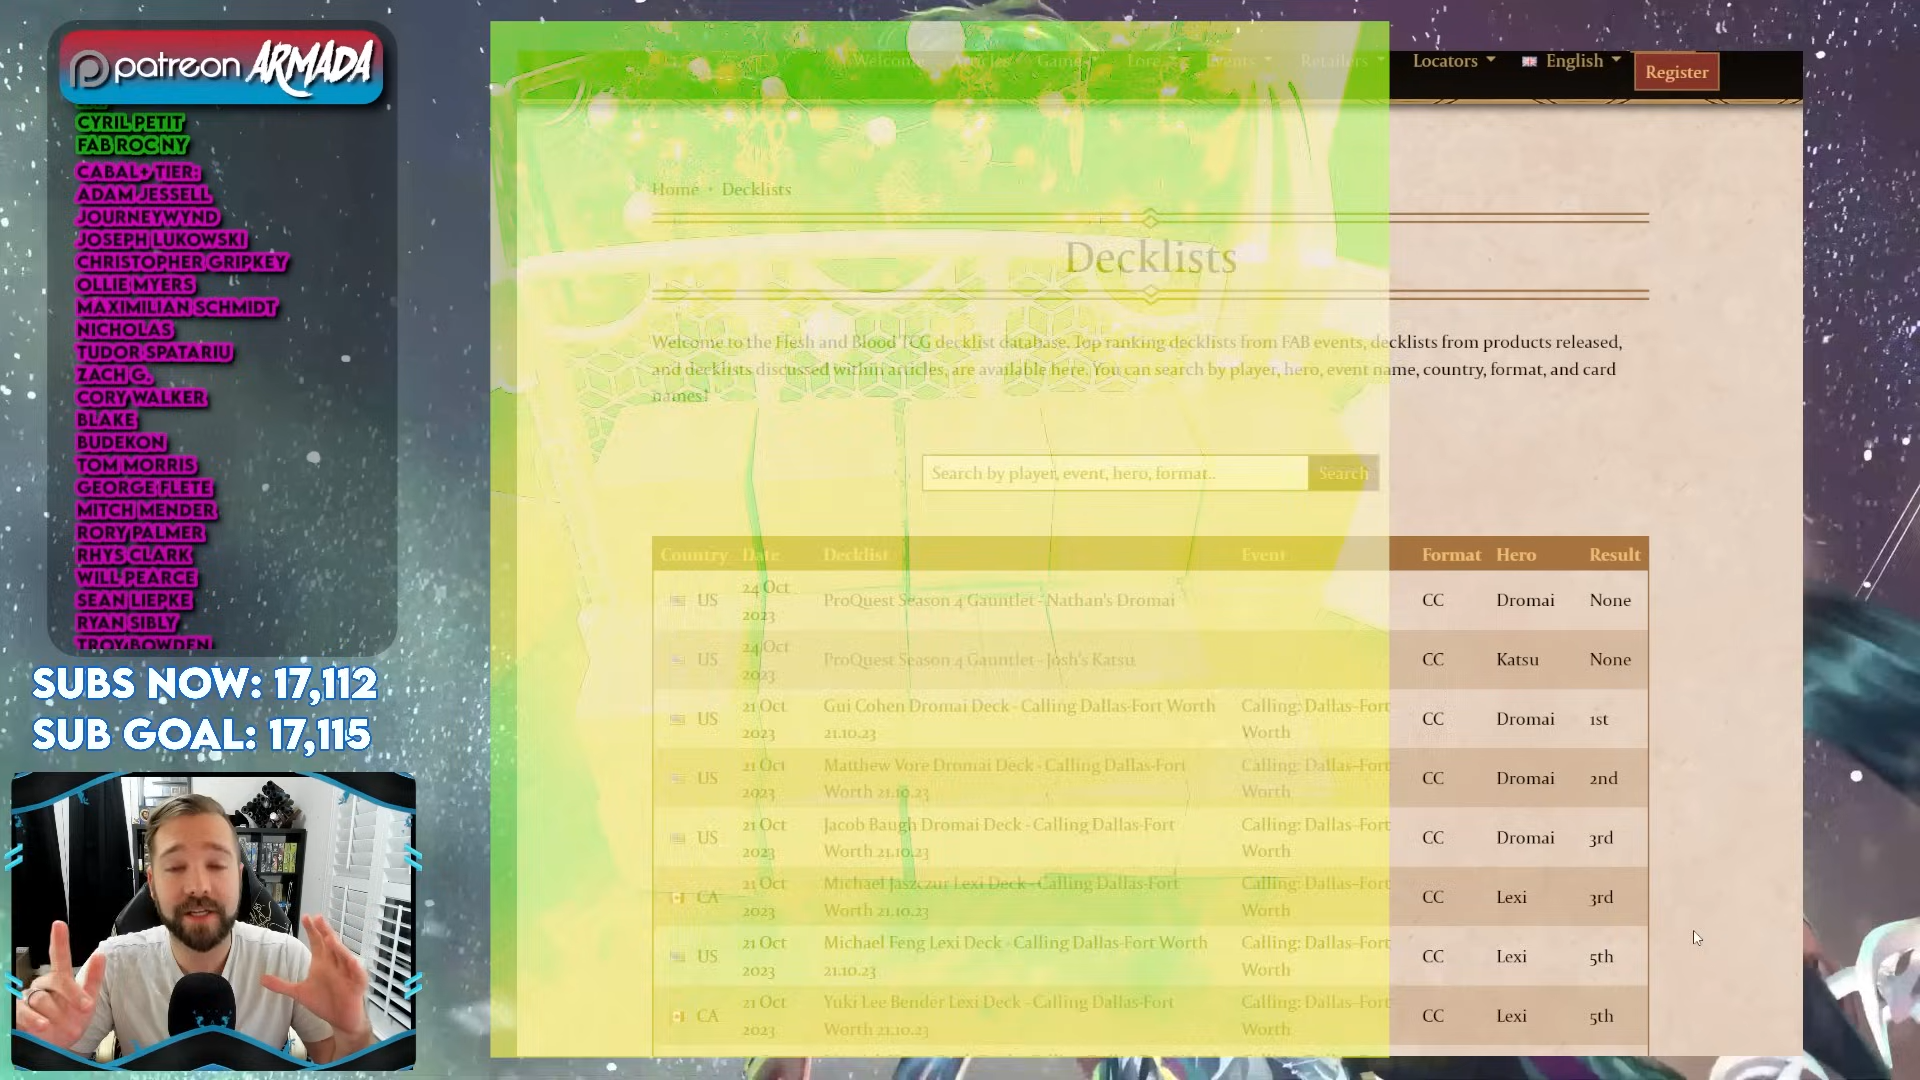 patreon ARMADA
CYRIL PETIT
FAB ROC NY
CABAL+ TIER:
ADAM JESSELL
JOURNEYWYND
JOSEPH LUKOWSKI
CHRISTOPHER GRIPKEY
OLLIE MYERS
MAXIMILIAN SCHMIDT
NICHOLAS
TUDOR SPATARIU
ZACH G.
CORY WALKER
BLAKE
BUDEKON
TOM MORRIS
GEORGE FLETE
MITCH MENDER
RORY PALMER
RHYS CLARK
WILL PEARCE
SEAN LIEPKE
RYAN SIBLY
TROY BOWDEN
SUBS NOW: 17,112
SUB GOAL: 17,115
Welcome Articles Game Lore Events Retailers Locators English Register
Home • Decklists
Decklists
Welcome to the Flesh and Blood TCG decklist database. Top ranking decklists from FAB events, decklists from products released,
and decklists discussed within articles, are available here. You can search by player, hero, event name, country, format, and card
names!
Search by player, event, hero, format.. Search
Country Date Decklist Event Format Hero Result
US 24 Oct 2023 ProQuest Season 4 Gauntlet - Nathan's Dromai CC Dromai None
US 24 Oct 2023 ProQuest Season 4 Gauntlet - Josh's Katsu CC Katsu None
US 21 Oct 2023 Gui Cohen Dromai Deck - Calling Dallas-Fort Worth 21.10.23 Calling: Dallas-Fort Worth CC Dromai 1st
US 21 Oct 2023 Matthew Vore Dromai Deck - Calling Dallas-Fort Worth 21.10.23 Calling: Dallas-Fort Worth CC Dromai 2nd
US 21 Oct 2023 Jacob Baugh Dromai Deck - Calling Dallas-Fort Worth 21.10.23 Calling: Dallas-Fort Worth CC Dromai 3rd
CA 21 Oct 2023 Michael Jaszczur Lexi Deck - Calling Dallas-Fort Worth 21.10.23 Calling: Dallas-Fort Worth CC Lexi 3rd
US 21 Oct 2023 Michael Feng Lexi Deck - Calling Dallas-Fort Worth 21.10.23 Calling: Dallas-Fort Worth CC Lexi 5th
CA 21 Oct 2023 Yuki Lee Bender Lexi Deck - Calling Dallas-Fort Worth 21.10.23 Calling: Dallas-Fort Worth CC Lexi 5th